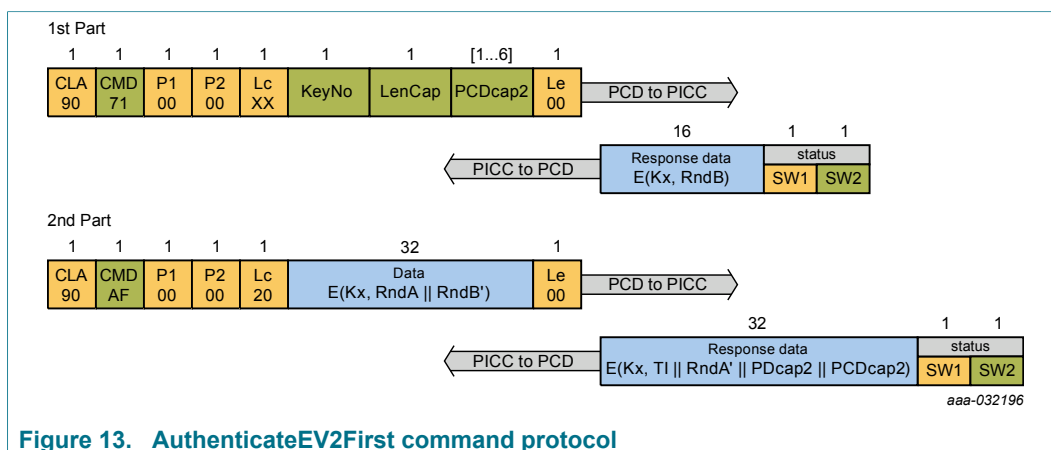 1st Part
1 1 1 1 1 1 1 [1...6] 1
CLA CMD P1 P2 Lc KeyNo LenCap PCDcap2 Le
90 71 00 00 XX 00
PCD to PICC
16 1 1
PICC to PCD
Response data status
E(Kx, RndB) SW1 SW2
2nd Part
1 1 1 1 1 32 1
CLA CMD P1 P2 Lc Data Le
90 AF 00 00 20 E(Kx, RndA || RndB') 00
PCD to PICC
32 1 1
PICC to PCD
Response data status
E(Kx, TI || RndA' || PDcap2 || PCDcap2) SW1 SW2
aaa-032196
Figure 13. AuthenticateEV2First command protocol